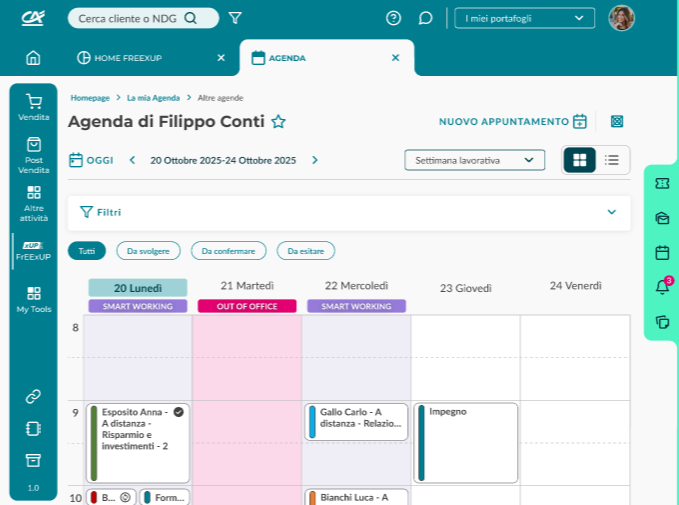 CA
Cerca cliente o NDG
I miei portafogli
HOME FREEXUP
AGENDA
Vendita
Post
Vendita
Altre
attività
xUP
FrEExUP
My Tools
1.0
Homepage > La mia Agenda > Altre agende
Agenda di Filippo Conti
NUOVO APPUNTAMENTO
OGGI
20 Ottobre 2025-24 Ottobre 2025
Settimana lavorativa
3
Filtri
Tutti
Da svolgere
Da confermare
Da esitare
20 Lunedì
21 Martedì
22 Mercoledì
23 Giovedì
24 Venerdì
SMART WORKING
OUT OF OFFICE
SMART WORKING
8
9
Esposito Anna -
A distanza -
Risparmio e
investimenti - 2
Gallo Carlo - A
distanza - Relazio...
Impegno
10
B...
Form...
Bianchi Luca - A